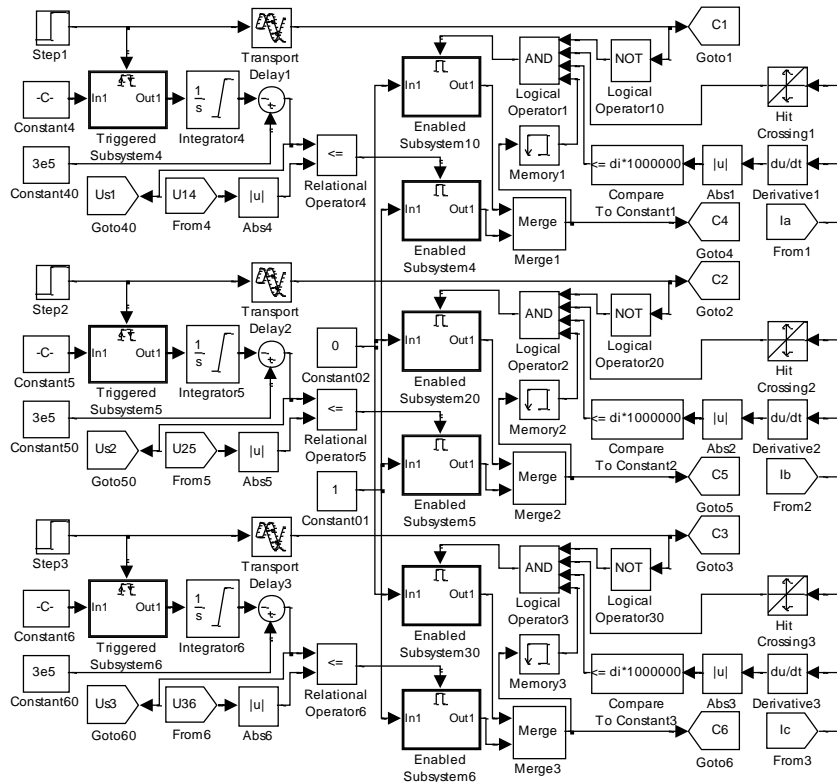 Step1
Transport
Delay1
C1
Goto1
-C-
Constant4
In1 Out1
Triggered
Subsystem4
1
s
Integrator4
3e5
Constant40
Us1
Goto40
U14
From4
|u|
Abs4
<=
Relational
Operator4
In1 Out1
Enabled
Subsystem10
AND
Logical
Operator1
NOT
Logical
Operator10
Hit
Crossing1
Memory1
<= di*1000000
Compare
To Constant1
|u|
Abs1
du/dt
Derivative1
In1 Out1
Enabled
Subsystem4
Merge
Merge1
C4
Goto4
Ia
From1
Step2
Transport
Delay2
C2
Goto2
-C-
Constant5
In1 Out1
Triggered
Subsystem5
1
s
Integrator5
3e5
Constant50
Us2
Goto50
U25
From5
|u|
Abs5
0
Constant02
<=
Relational
Operator5
1
Constant01
In1 Out1
Enabled
Subsystem20
AND
Logical
Operator2
NOT
Logical
Operator20
Hit
Crossing2
Memory2
<= di*1000000
Compare
To Constant2
|u|
Abs2
du/dt
Derivative2
In1 Out1
Enabled
Subsystem5
Merge
Merge2
C5
Goto5
Ib
From2
Step3
Transport
Delay3
C3
Goto3
-C-
Constant6
In1 Out1
Triggered
Subsystem6
1
s
Integrator6
3e5
Constant60
Us3
Goto60
U36
From6
|u|
Abs6
<=
Relational
Operator6
In1 Out1
Enabled
Subsystem30
AND
Logical
Operator3
NOT
Logical
Operator30
Hit
Crossing3
Memory3
<= di*1000000
Compare
To Constant3
|u|
Abs3
du/dt
Derivative3
In1 Out1
Enabled
Subsystem6
Merge
Merge3
C6
Goto6
Ic
From3